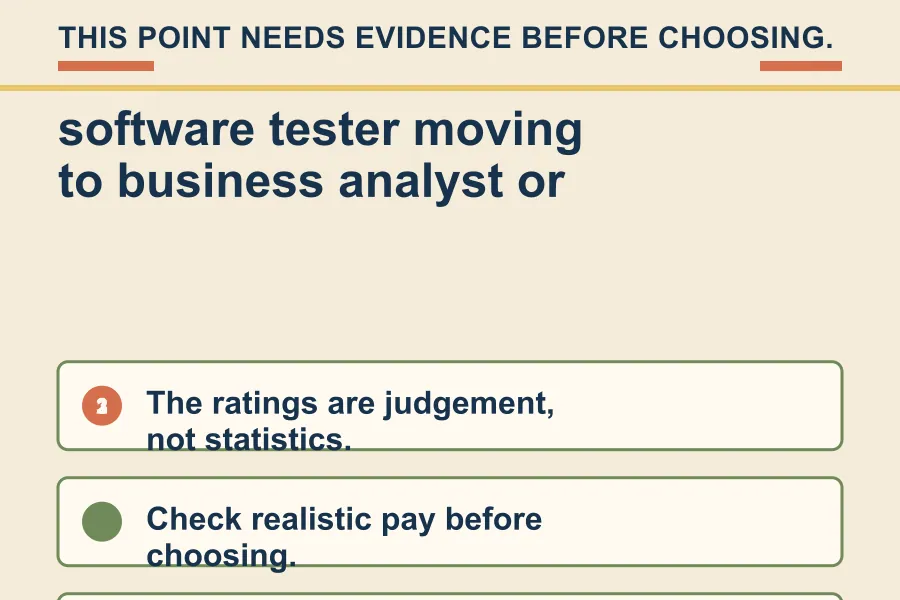 THIS POINT NEEDS EVIDENCE BEFORE CHOOSING.
software tester moving
to business analyst or
The ratings are judgement,
not statistics.
Check realistic pay before
choosing.